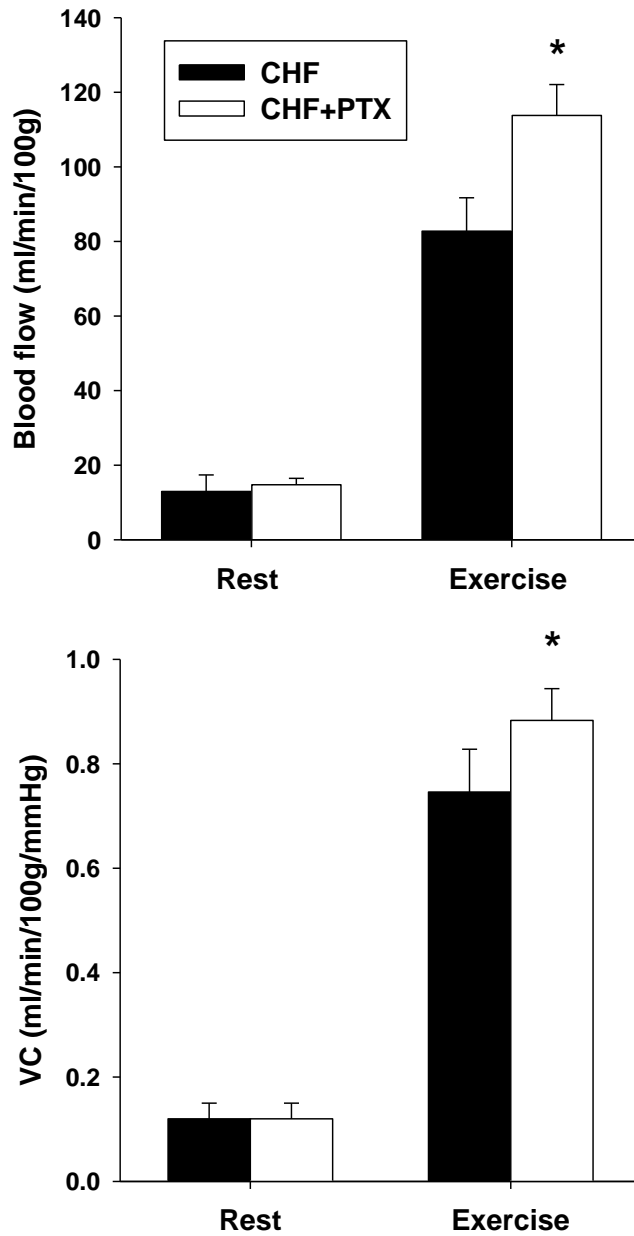 140
*
CHF
CHF+PTX
120
100
80
60
40
20
0
Blood flow (ml/min/100g)
Rest Exercise
*
1.0
0.8
0.6
0.4
0.2
0.0
VC (ml/min/100g/mmHg)
Rest Exercise